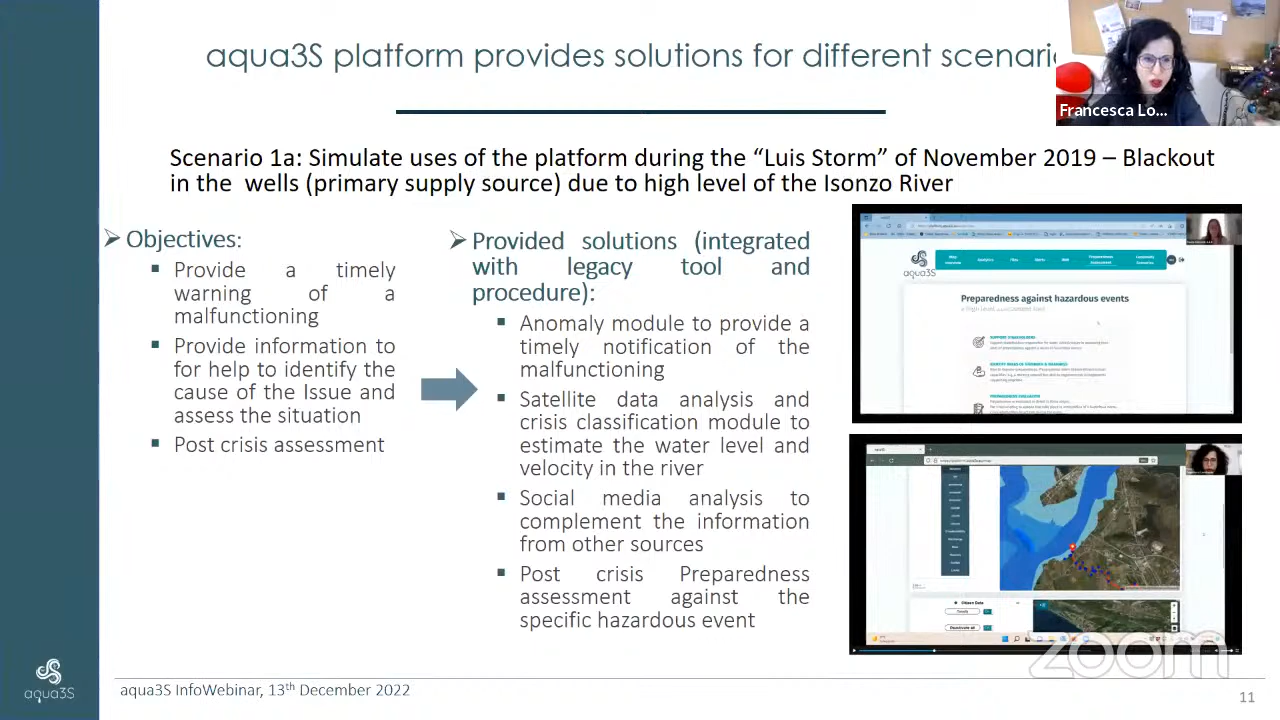 aqua3S platform provides solutions for different scenari
Francesca Lo...
Scenario 1a: Simulate uses of the platform during the “Luis Storm” of November 2019 – Blackout
in the wells (primary supply source) due to high level of the Isonzo River
Objectives:
Provide a timely
warning of a
malfunctioning
Provide information to
for help to identify the
cause of the Issue and
assess the situation
Post crisis assessment
Provided solutions (integrated
with legacy tool and
procedure):
Anomaly module to provide a
timely notification of the
malfunctioning
Satellite data analysis and
crisis classification module to
estimate the water level and
velocity in the river
Social media analysis to
complement the information
from other sources
Post crisis Preparedness
assessment against the
specific hazardous event
aqua3S
Preparedness against hazardous events
Citizen Data
zoom
aqua3S
aqua3S InfoWebinar, 13th December 2022
11